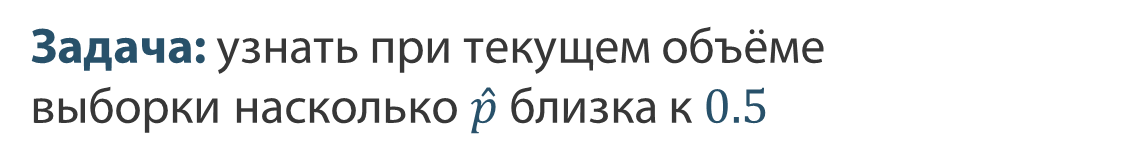 Задача: узнать при текущем объёме
выборки насколько p̂ близка к 0.5